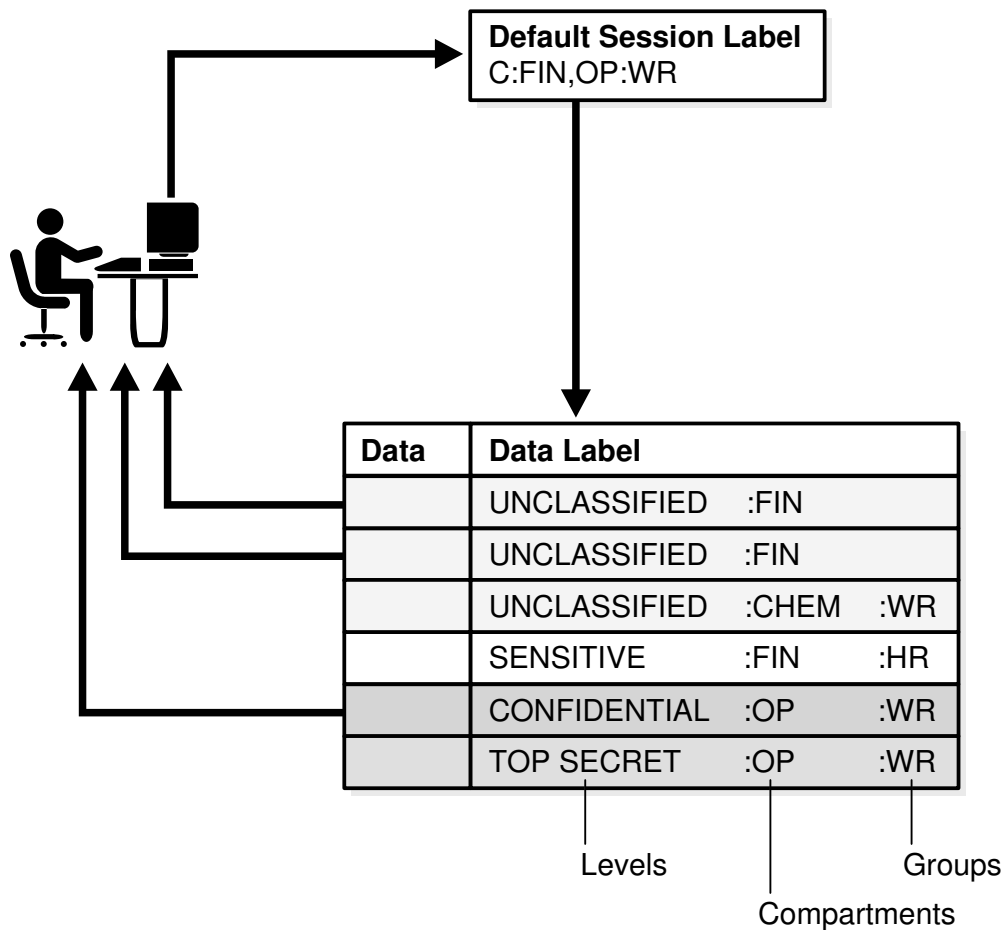 Default Session Label
C:FIN,OP:WR
Data Data Label
UNCLASSIFIED :FIN
UNCLASSIFIED :FIN
UNCLASSIFIED :CHEM :WR
SENSITIVE :FIN :HR
CONFIDENTIAL :OP :WR
TOP SECRET :OP :WR
Levels Groups
Compartments